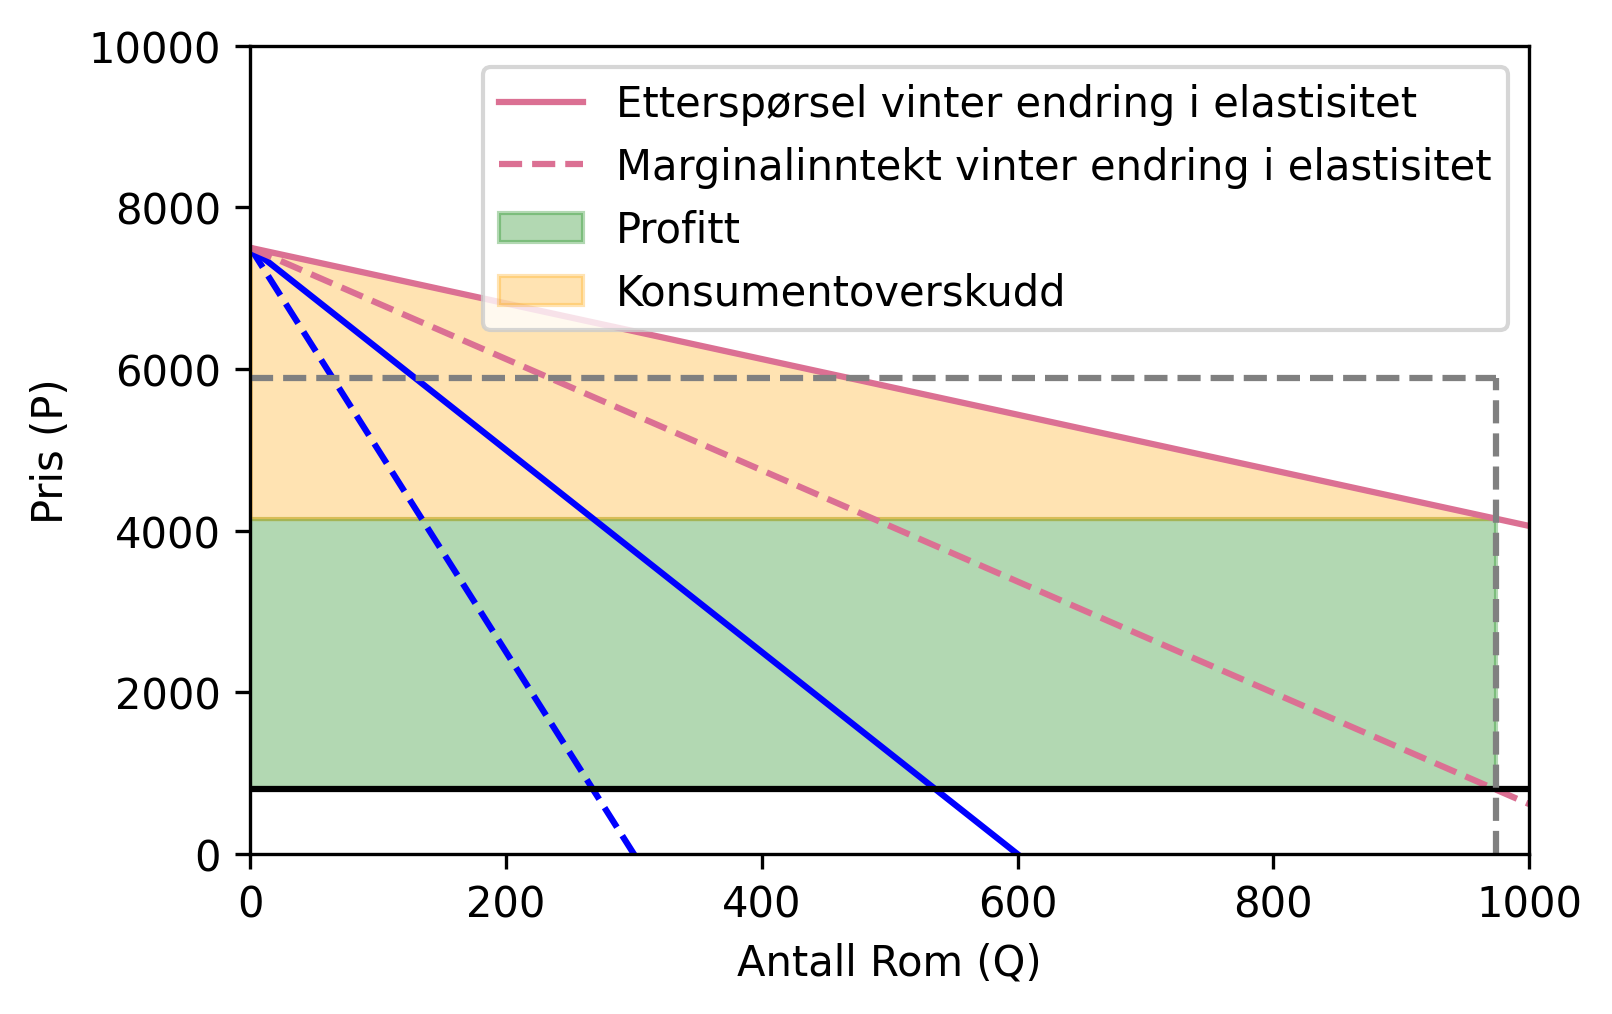 10000
8000
6000
4000
2000
0
Pris (P)
Etterspørsel vinter endring i elastisitet
Marginalinntekt vinter endring i elastisitet
Profitt
Konsumentoverskudd
0 200 400 600 800 1000
Antall Rom (Q)